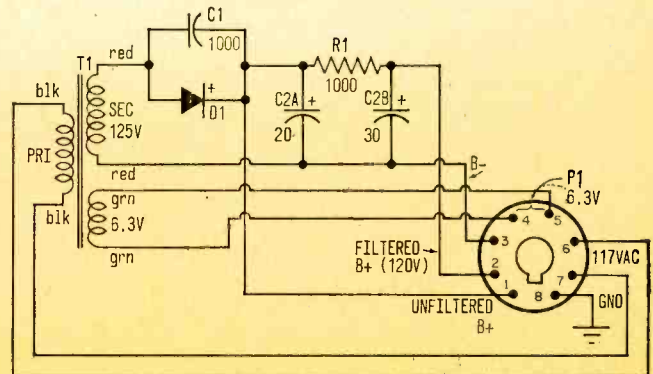 C1
1000
T1
red
R1
1000
blk
+
D1
C2A
+
20
C2B
+
30
SEC
125V
PRI
red
B-
grn
6.3V
blk
grn
P1
6.3V
4
5
3
6
117VAC
FILTERED
B+ (120V)
2
7
1
8
GND
UNFILTERED
B+